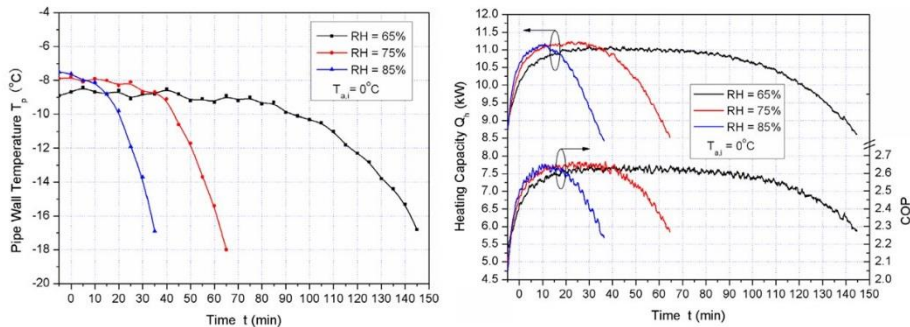 -4
-6
-8
-10
-12
-14
-16
-18
-20
Pipe Wall Temperature Tp (°C)
RH = 65%
RH = 75%
RH = 85%
Ta,i = 0°C
0 10 20 30 40 50 60 70 80 90 100 110 120 130 140 150
Time t (min)
12.0
11.5
11.0
10.5
10.0
9.5
9.0
8.5
8.0
7.5
7.0
6.5
6.0
5.5
5.0
4.5
Heating Capacity Qh (kW)
RH = 65%
RH = 75%
RH = 85%
Ta,i = 0°C
2.7
2.6
2.5
2.4
2.3
2.2
2.1
2.0
COP
0 10 20 30 40 50 60 70 80 90 100 110 120 130 140 150
Time t (min)